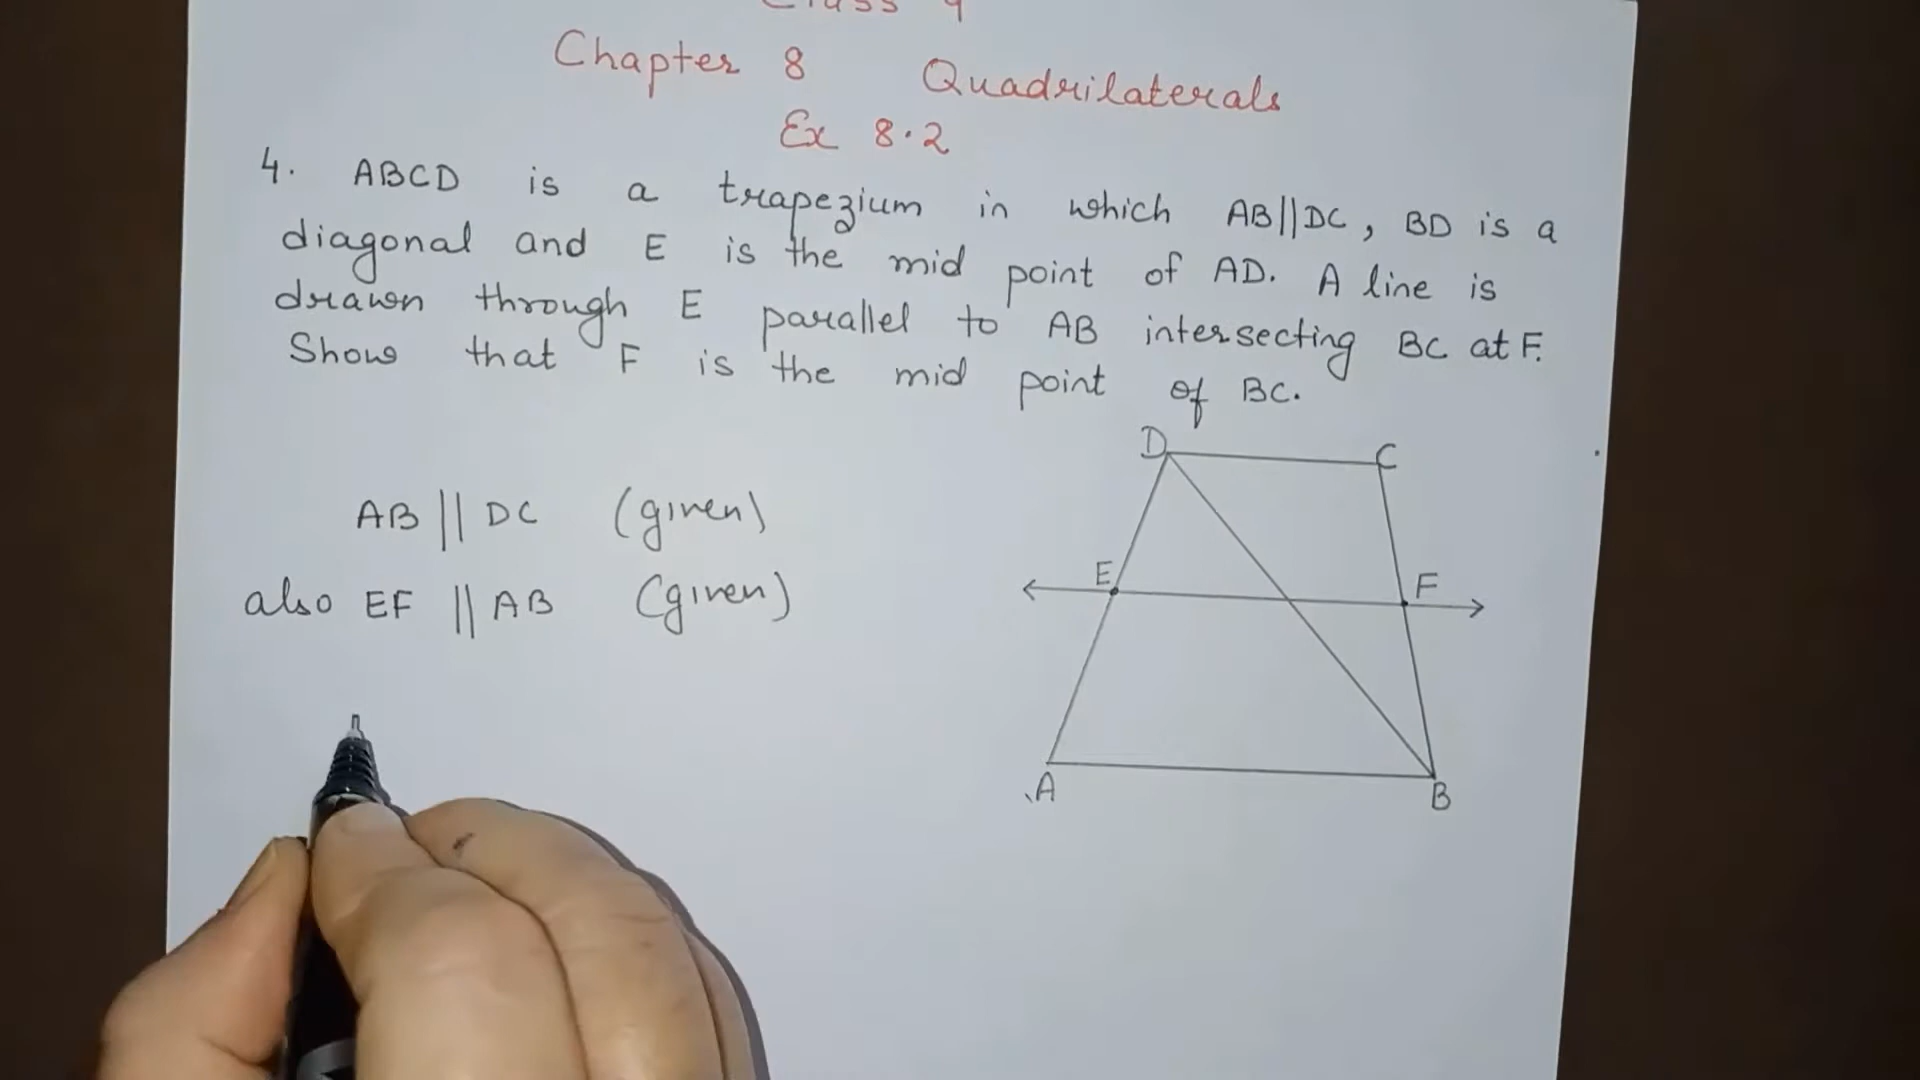 Class 9
Chapter 8 Quadrilaterals
Ex 8.2
4. ABCD is a trapezium in which AB||DC, BD is a
diagonal and E is the mid point of AD. A line is
drawn through E parallel to AB intersecting BC at F.
Show that F is the mid point of BC.
D C
AB || DC (given)
E F
also EF || AB (given)
A B